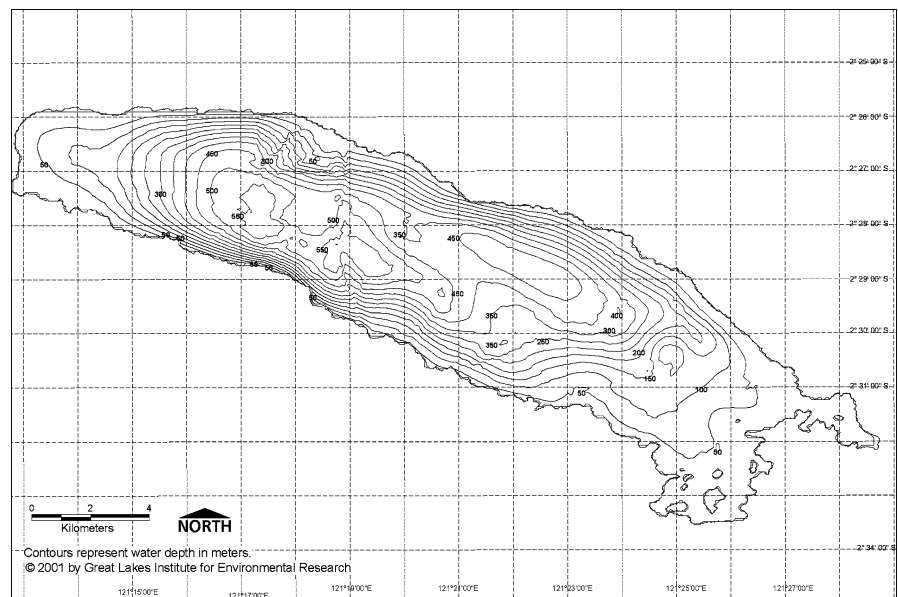 2° 25' 00" S
2° 26' 00" S
50
450
300
50
2° 27' 00" S
50
300
500
550
500
2° 28' 00" S
50
50
350
450
550
50
50
2° 29' 00" S
50
450
350
400
300
2° 30' 00" S
350
250
200
150
100
2° 31' 00" S
50
50
0 2 4
Kilometers
NORTH
2° 34' 00" S
Contours represent water depth in meters.
© 2001 by Great Lakes Institute for Environmental Research
121°15'00"E
121°17'00"E
121°19'00"E
121°21'00"E
121°23'00"E
121°25'00"E
121°27'00"E